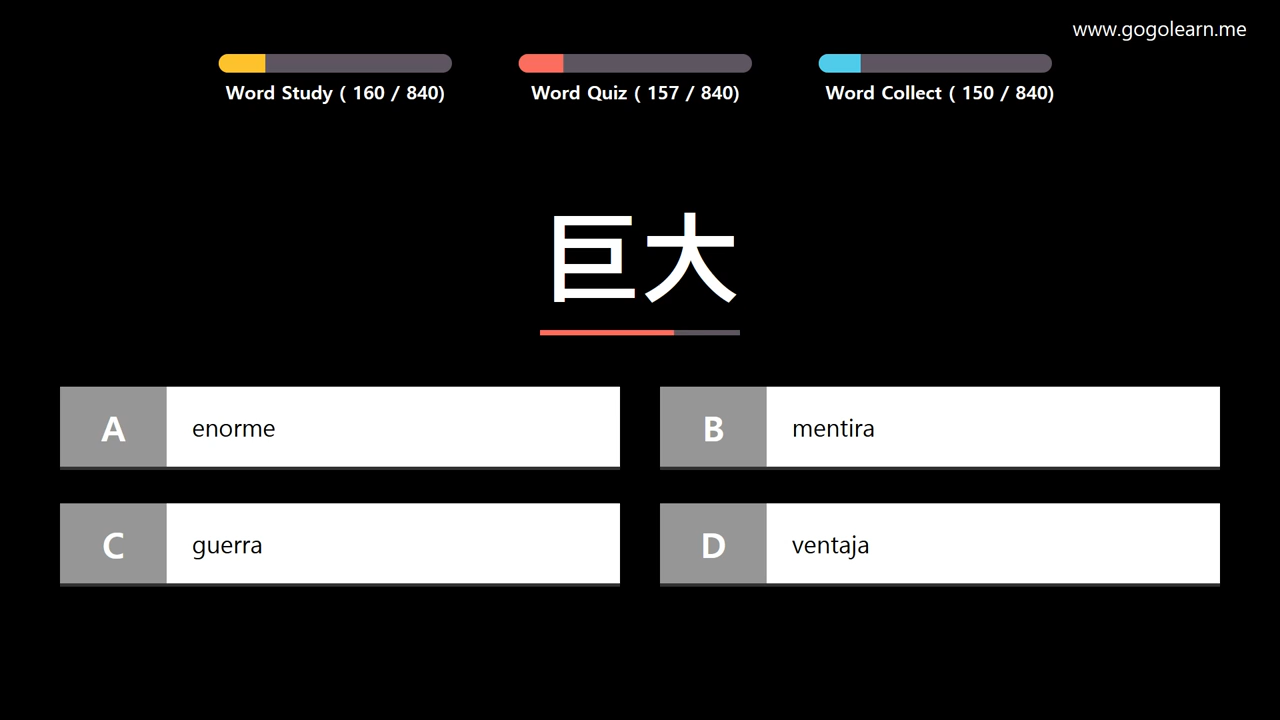 www.gogolearn.me
Word Study ( 160 / 840)
Word Quiz ( 157 / 840)
Word Collect ( 150 / 840)
巨大
A enorme
B mentira
C guerra
D ventaja